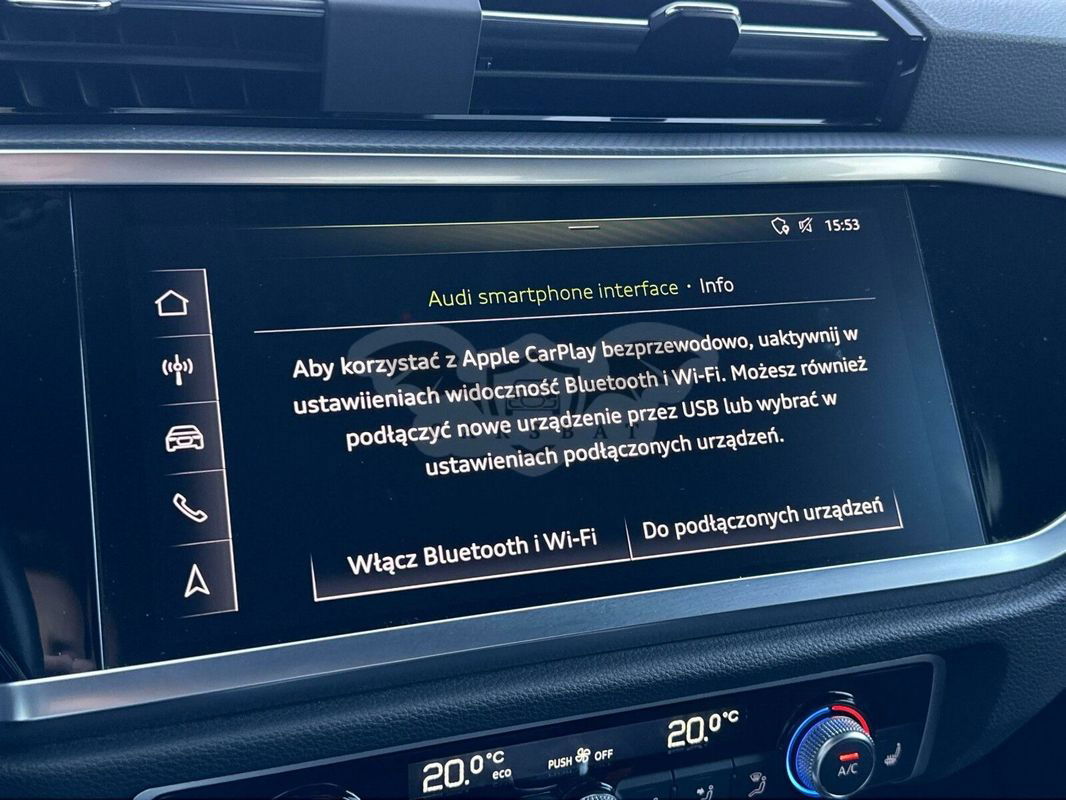 15:53
Audi smartphone interface · Info
Aby korzystać z Apple CarPlay bezprzewodowo, uaktywnij w
ustawiieniach widoczność Bluetooth i Wi-Fi. Możesz również
podłączyć nowe urządzenie przez USB lub wybrać w
ustawieniach podłączonych urządzeń.
Włącz Bluetooth i Wi-Fi
Do podłączonych urządzeń
20.0°C eco
PUSH OFF
20.0°C
A/C